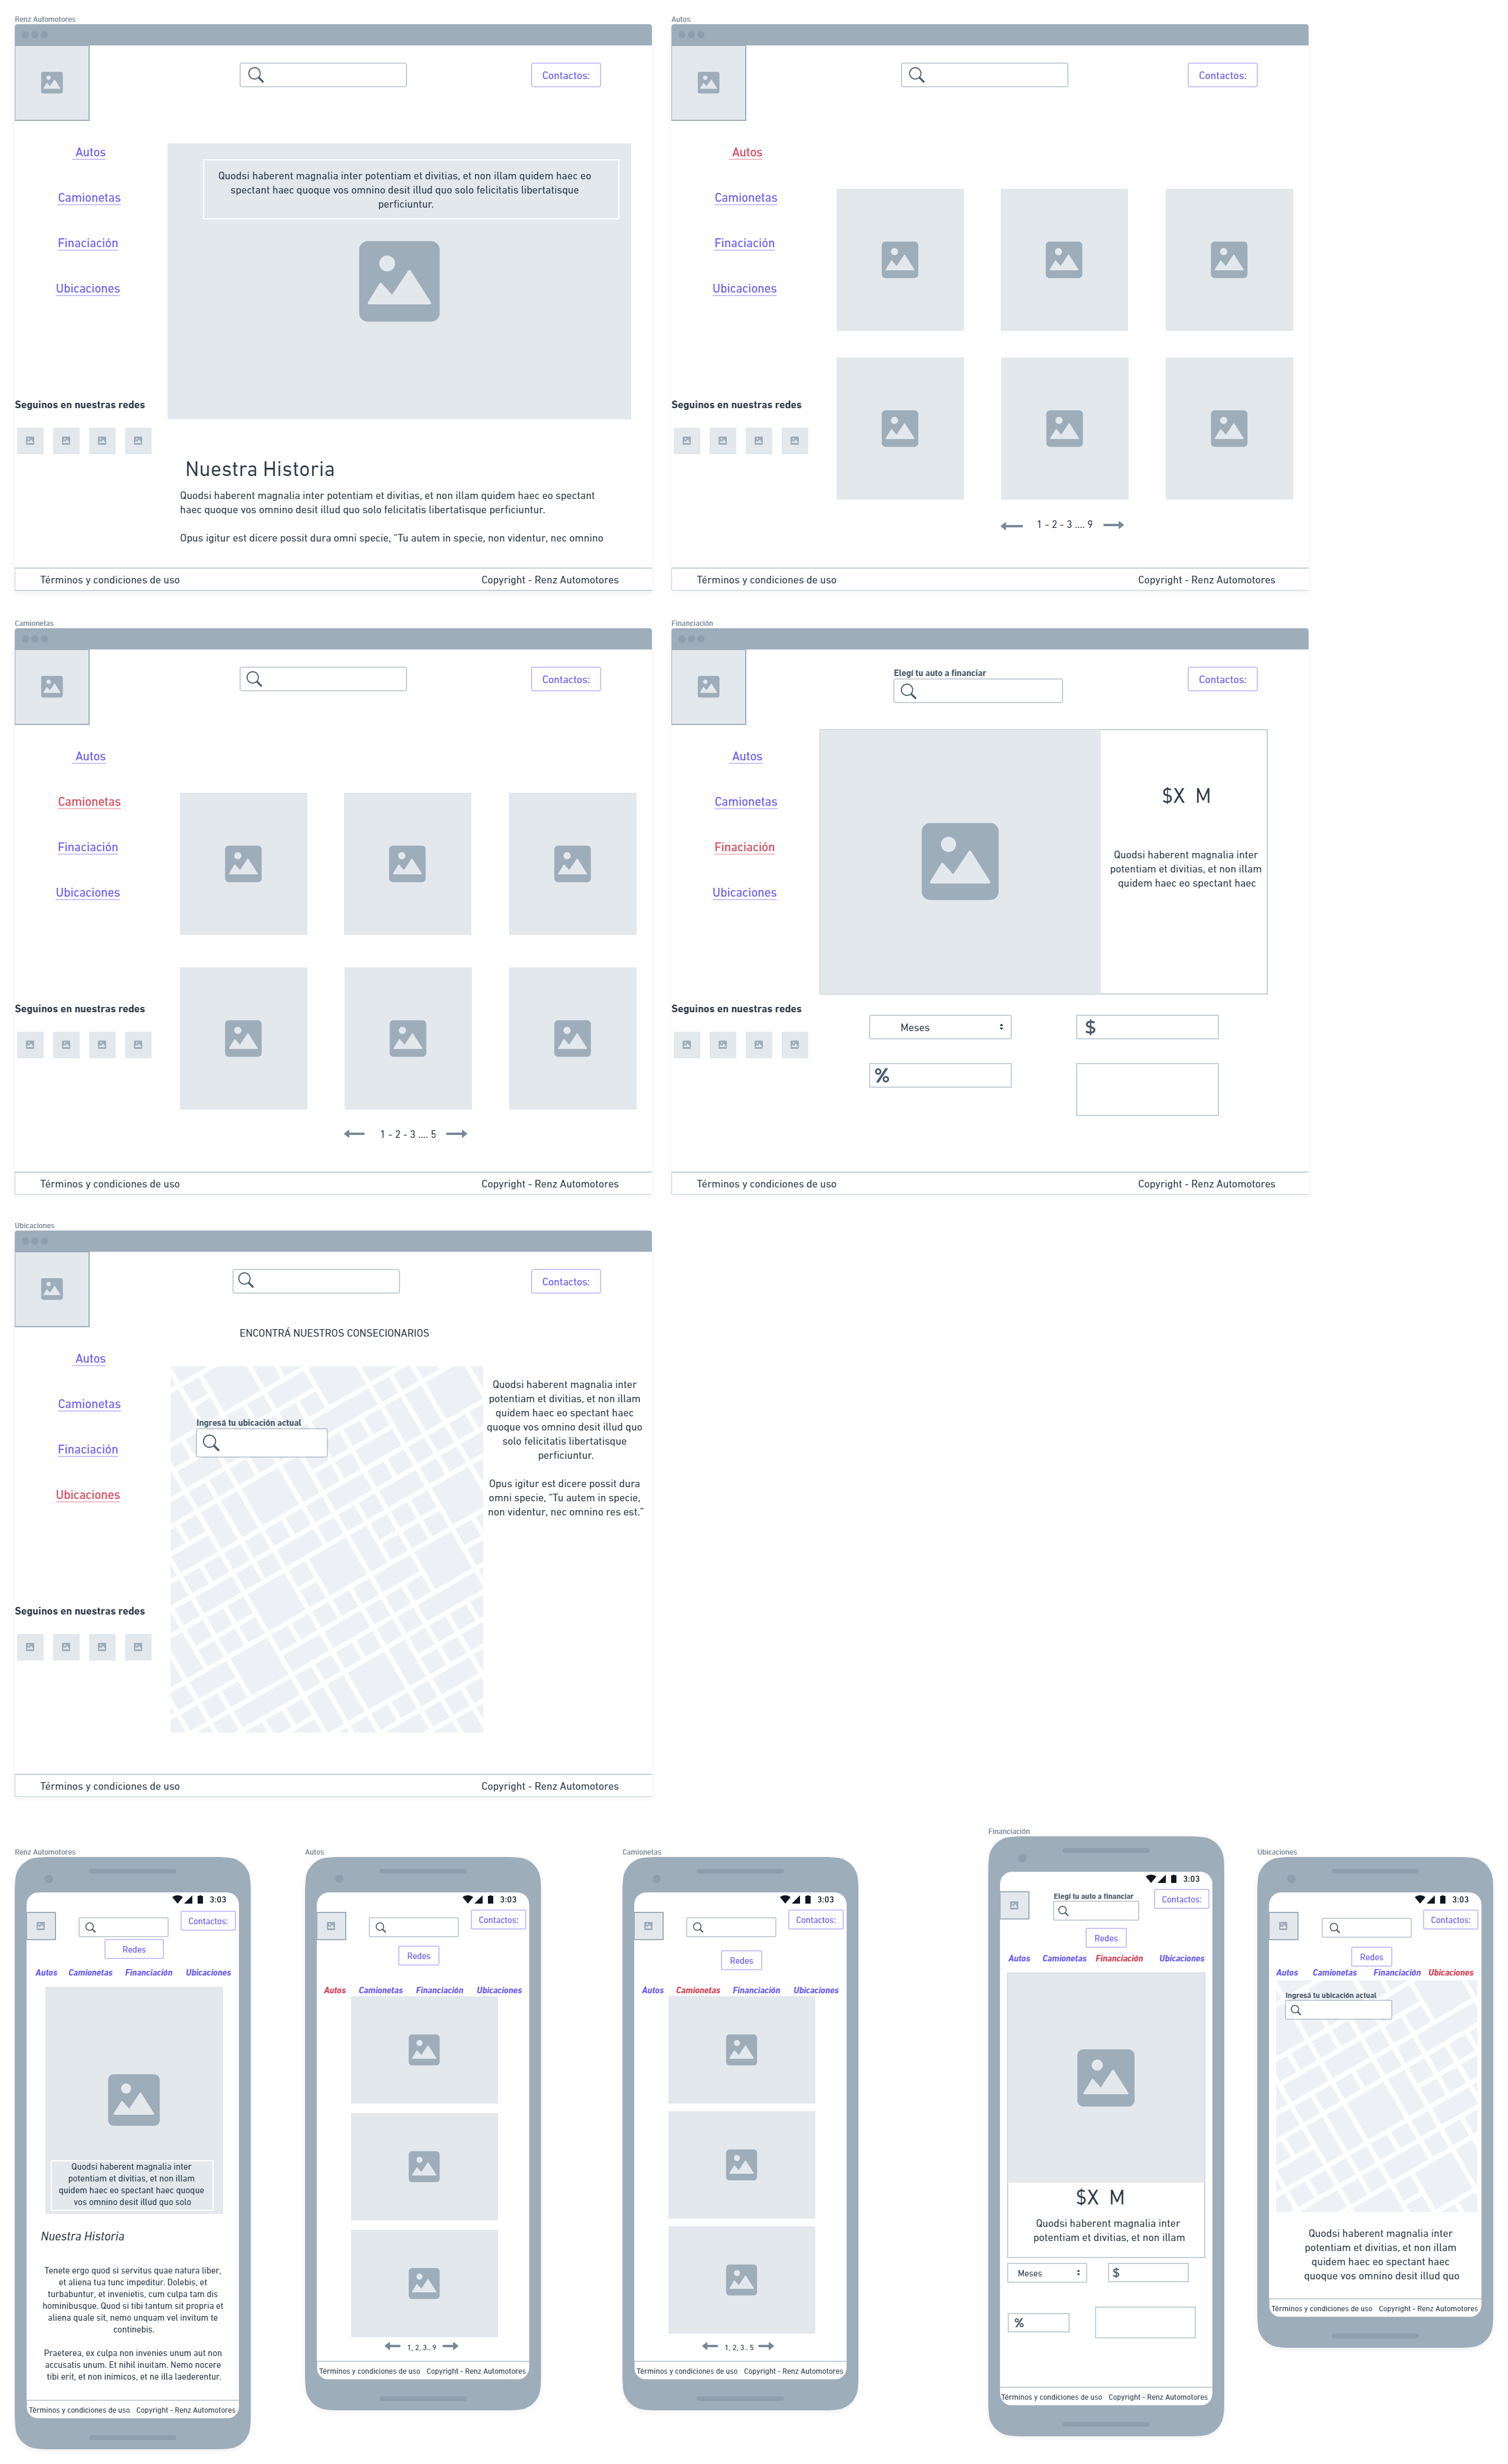 Renz Automotores
Contactos:
Autos
Camionetas
Finaciación
Ubicaciones
Quodsi haberent magnalia inter potentiam et divitias, et non illam quidem haec eo
spectant haec quoque vos omnino desit illud quo solo felicitatis libertatisque
perficiuntur.
Seguinos en nuestras redes
Nuestra Historia
Quodsi haberent magnalia inter potentiam et divitias, et non illam quidem haec eo spectant
haec quoque vos omnino desit illud quo solo felicitatis libertatisque perficiuntur.
Opus igitur est dicere possit dura omni specie, "Tu autem in specie, non videntur, nec omnino
Términos y condiciones de uso
Copyright - Renz Automotores
Autos
Contactos:
Autos
Camionetas
Finaciación
Ubicaciones
Seguinos en nuestras redes
1 - 2 - 3 .... 9
Términos y condiciones de uso
Copyright - Renz Automotores
Camionetas
Contactos:
Autos
Camionetas
Finaciación
Ubicaciones
Seguinos en nuestras redes
1 - 2 - 3 .... 5
Términos y condiciones de uso
Copyright - Renz Automotores
Financiación
Elegí tu auto a financiar
Contactos:
Autos
Camionetas
Finaciación
Ubicaciones
$X M
Quodsi haberent magnalia inter
potentiam et divitias, et non illam
quidem haec eo spectant haec
Seguinos en nuestras redes
Meses
$
%
Términos y condiciones de uso
Copyright - Renz Automotores
Ubicaciones
Contactos:
ENCONTRÁ NUESTROS CONSECIONARIOS
Autos
Camionetas
Finaciación
Ubicaciones
Ingresá tu ubicación actual
Quodsi haberent magnalia inter
potentiam et divitias, et non illam
quidem haec eo spectant haec
quoque vos omnino desit illud quo
solo felicitatis libertatisque
perficiuntur.
Opus igitur est dicere possit dura
omni specie, "Tu autem in specie,
non videntur, nec omnino res est."
Seguinos en nuestras redes
Términos y condiciones de uso
Copyright - Renz Automotores
Renz Automotores
3:03
Contactos:
Redes
Autos Camionetas Financiación Ubicaciones
Quodsi haberent magnalia inter
potentiam et divitias, et non illam
quidem haec eo spectant haec quoque
vos omnino desit illud quo solo
Nuestra Historia
Tenete ergo quod si servitus quae natura liber,
et aliena tua tunc impeditur. Dolebis, et
turbabuntur, et invenietis, cum culpa tam dis
hominibusque. Quod si tibi tantum sit propria et
aliena quale sit, nemo unquam vel invitum te
continebis.
Praeterea, ex culpa non invenies unum aut non
accusatis unum. Et nihil inuitam. Nemo nocere
tibi erit, et non inimicos, et ne illa laederentur.
Términos y condiciones de uso Copyright - Renz Automotores
Autos
3:03
Contactos:
Redes
Autos Camionetas Financiación Ubicaciones
1, 2, 3.. 9
Términos y condiciones de uso Copyright - Renz Automotores
Camionetas
3:03
Contactos:
Redes
Autos Camionetas Financiación Ubicaciones
1, 2, 3.. 5
Términos y condiciones de uso Copyright - Renz Automotores
Financiación
3:03
Elegí tu auto a financiar
Contactos:
Redes
Autos Camionetas Financiación Ubicaciones
$X M
Quodsi haberent magnalia inter
potentiam et divitias, et non illam
Meses
$
%
Términos y condiciones de uso Copyright - Renz Automotores
Ubicaciones
3:03
Contactos:
Redes
Autos Camionetas Financiación Ubicaciones
Ingresá tu ubicación actual
Quodsi haberent magnalia inter
potentiam et divitias, et non illam
quidem haec eo spectant haec
quoque vos omnino desit illud quo
Términos y condiciones de uso Copyright - Renz Automotores